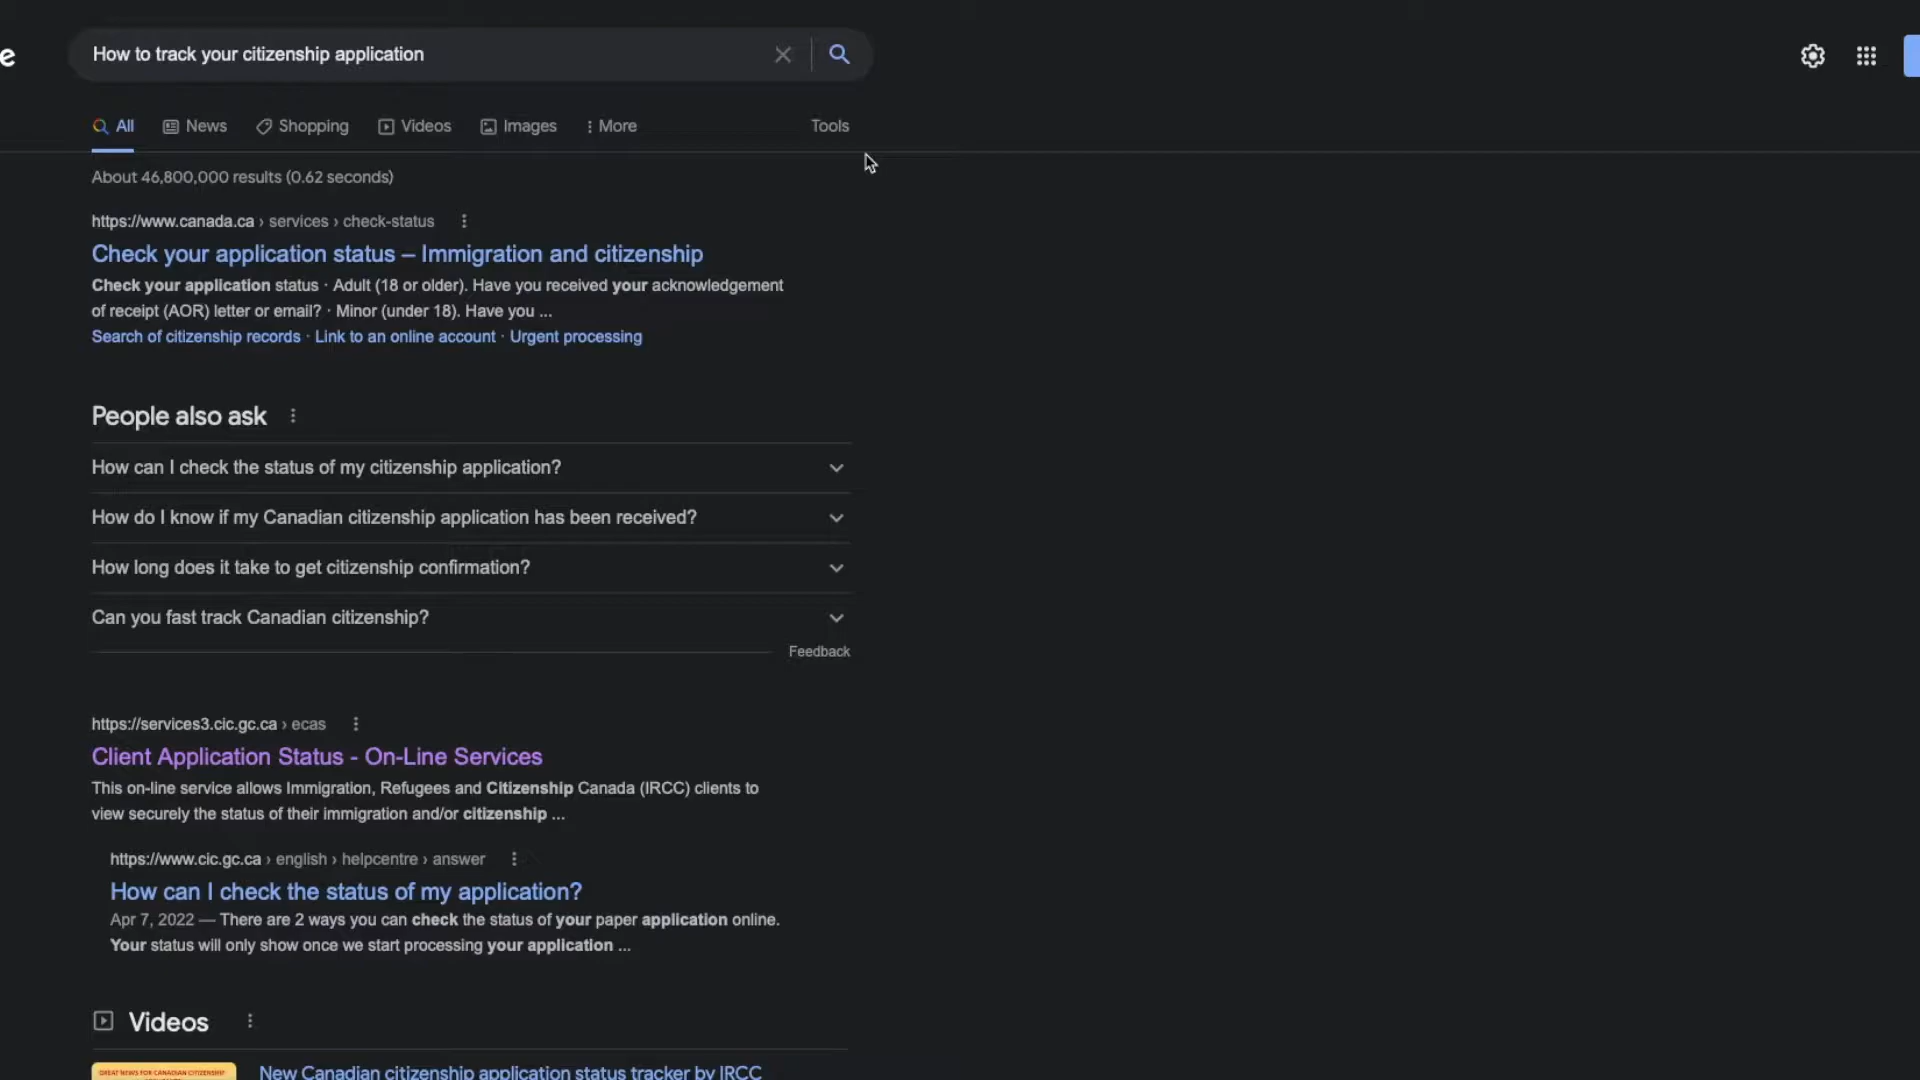 e
How to track your citizenship application
All News Shopping Videos Images More Tools
About 46,800,000 results (0.62 seconds)
https://www.canada.ca › services › check-status
Check your application status – Immigration and citizenship
Check your application status · Adult (18 or older). Have you received your acknowledgement
of receipt (AOR) letter or email? · Minor (under 18). Have you ...
Search of citizenship records · Link to an online account · Urgent processing
People also ask
How can I check the status of my citizenship application?
How do I know if my Canadian citizenship application has been received?
How long does it take to get citizenship confirmation?
Can you fast track Canadian citizenship?
Feedback
https://services3.cic.gc.ca › ecas
Client Application Status - On-Line Services
This on-line service allows Immigration, Refugees and Citizenship Canada (IRCC) clients to
view securely the status of their immigration and/or citizenship ...
https://www.cic.gc.ca › english › helpcentre › answer
How can I check the status of my application?
Apr 7, 2022 — There are 2 ways you can check the status of your paper application online.
Your status will only show once we start processing your application ...
Videos
GREAT NEWS FOR CANADIAN CITIZENSHIP
New Canadian citizenship application status tracker by IRCC